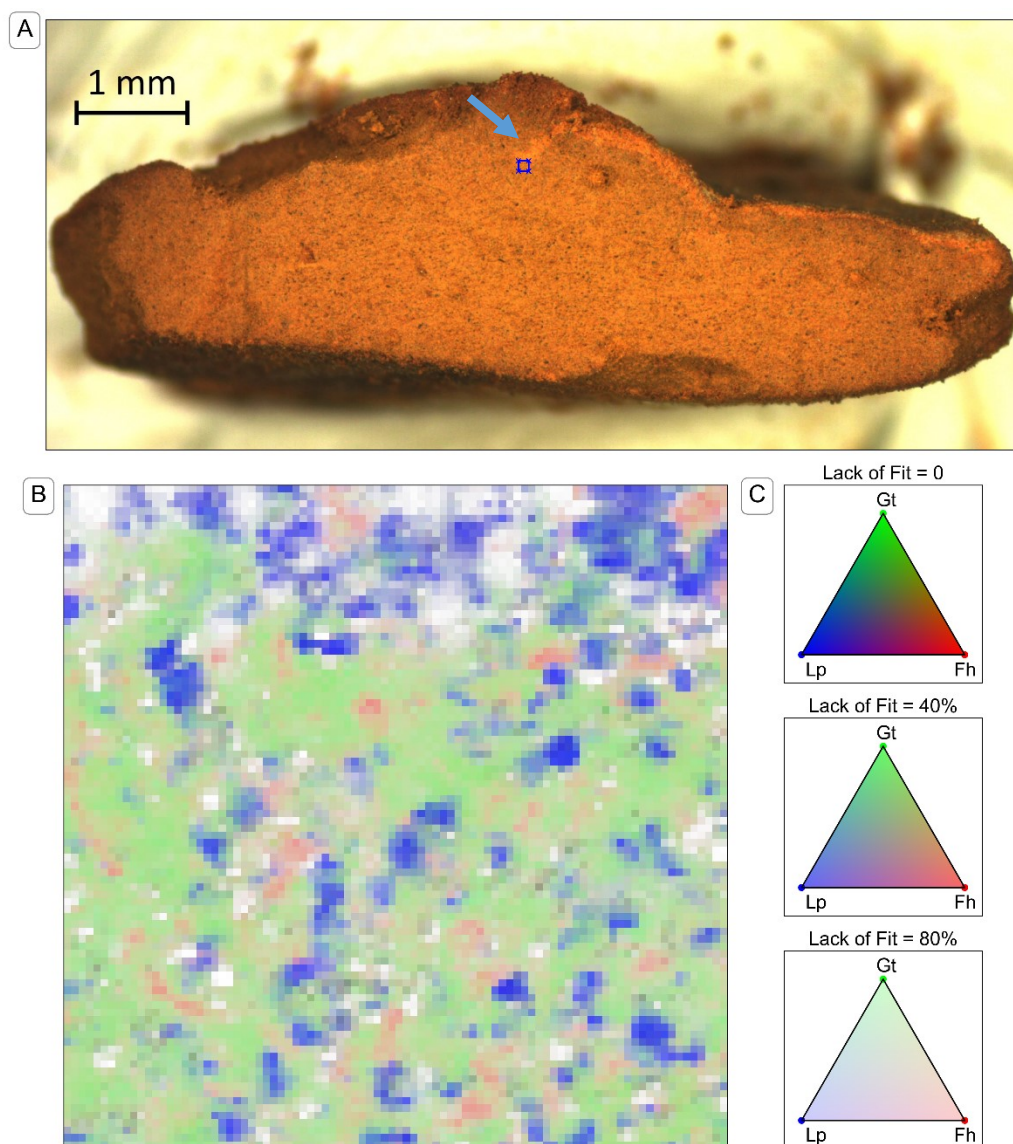 A
1 mm
B
C
Lack of Fit = 0
Gt
Lp Fh
Lack of Fit = 40%
Gt
Lp Fh
Lack of Fit = 80%
Gt
Lp Fh